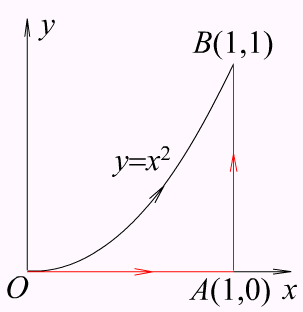 y
B(1,1)
y=x²
O
A(1,0)
x